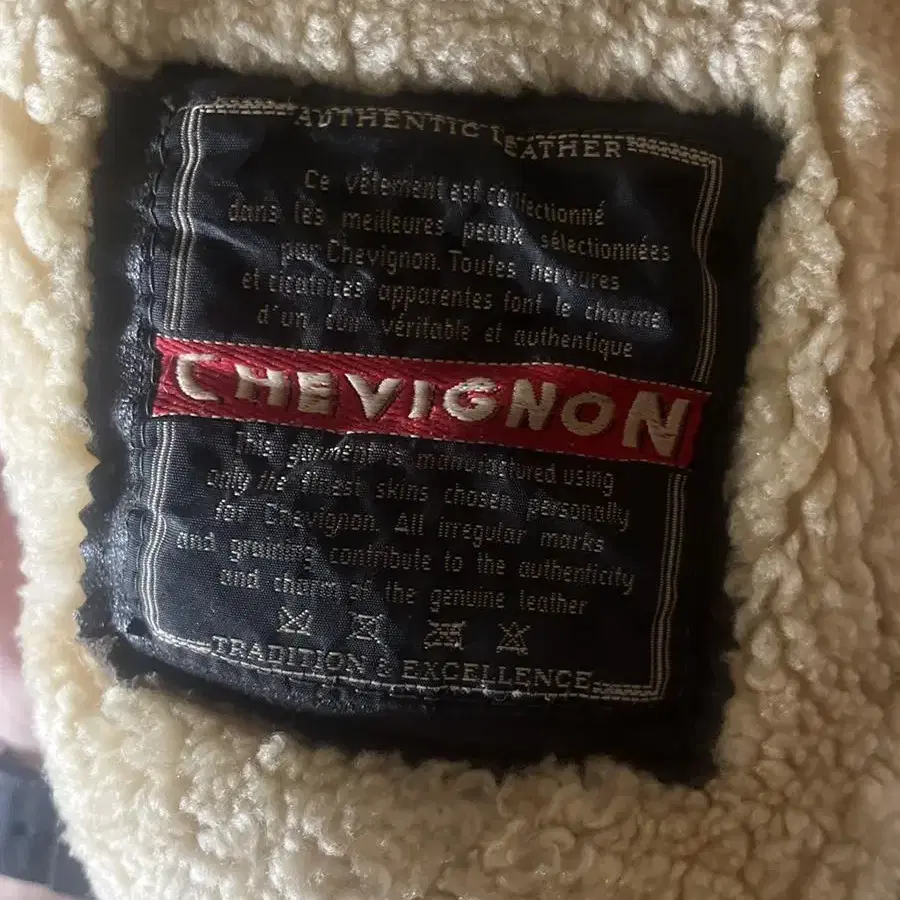 AUTHENTIC LEATHER
Ce vêtement est confectionné
dans les meilleures peaux sélectionnées
par Chevignon. Toutes nervures
et cicatrices apparentes font le charme
d'un cuir véritable et authentique
CHEVIGNON
This garment is manufactured using
only the finest skins chosen personally
for Chevignon. All irregular marks
and graining contribute to the authenticity
and charm of the genuine leather
TRADITION & EXCELLENCE